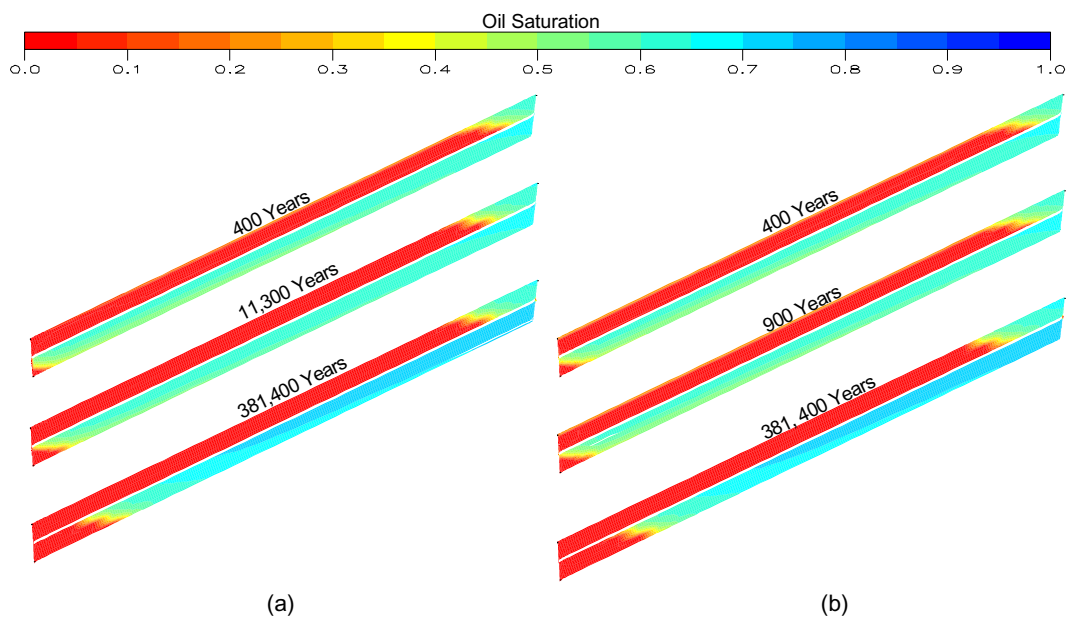 Oil Saturation
0.0 0.1 0.2 0.3 0.4 0.5 0.6 0.7 0.8 0.9 1.0
400 Years
11,300 Years
381,400 Years
(a)
400 Years
900 Years
381, 400 Years
(b)